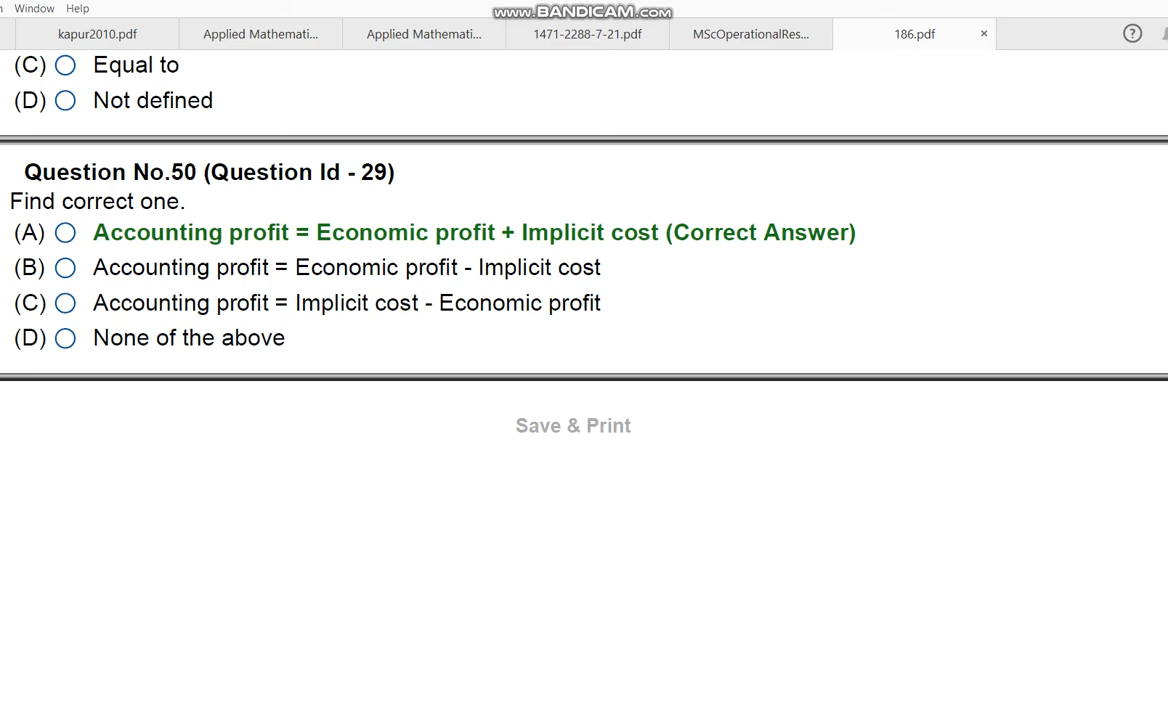 Window Help
www.BANDICAM.com
kapur2010.pdf Applied Mathemati... Applied Mathemati... 1471-2288-7-21.pdf MScOperationalRes... 186.pdf × ?
(C) Equal to
(D) Not defined
Question No.50 (Question Id - 29)
Find correct one.
(A) Accounting profit = Economic profit + Implicit cost (Correct Answer)
(B) Accounting profit = Economic profit - Implicit cost
(C) Accounting profit = Implicit cost - Economic profit
(D) None of the above
Save & Print